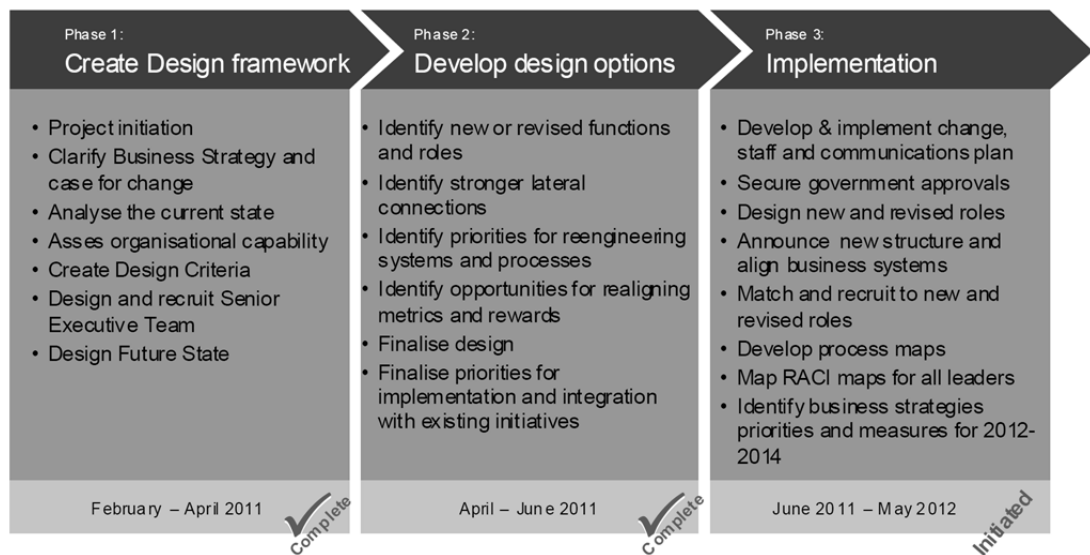 Phase 1:
Create Design framework
• Project initiation
• Clarify Business Strategy and
case for change
• Analyse the current state
• Asses organisational capability
• Create Design Criteria
• Design and recruit Senior
Executive Team
• Design Future State
February – April 2011
Complete
Phase 2:
Develop design options
• Identify new or revised functions
and roles
• Identify stronger lateral
connections
• Identify priorities for reengineering
systems and processes
• Identify opportunities for realigning
metrics and rewards
• Finalise design
• Finalise priorities for
implementation and integration
with existing initiatives
April – June 2011
Complete
Phase 3:
Implementation
• Develop & implement change,
staff and communications plan
• Secure government approvals
• Design new and revised roles
• Announce new structure and
align business systems
• Match and recruit to new and
revised roles
• Develop process maps
• Map RACI maps for all leaders
• Identify business strategies
priorities and measures for 2012-
2014
June 2011 – May 2012
Initiated